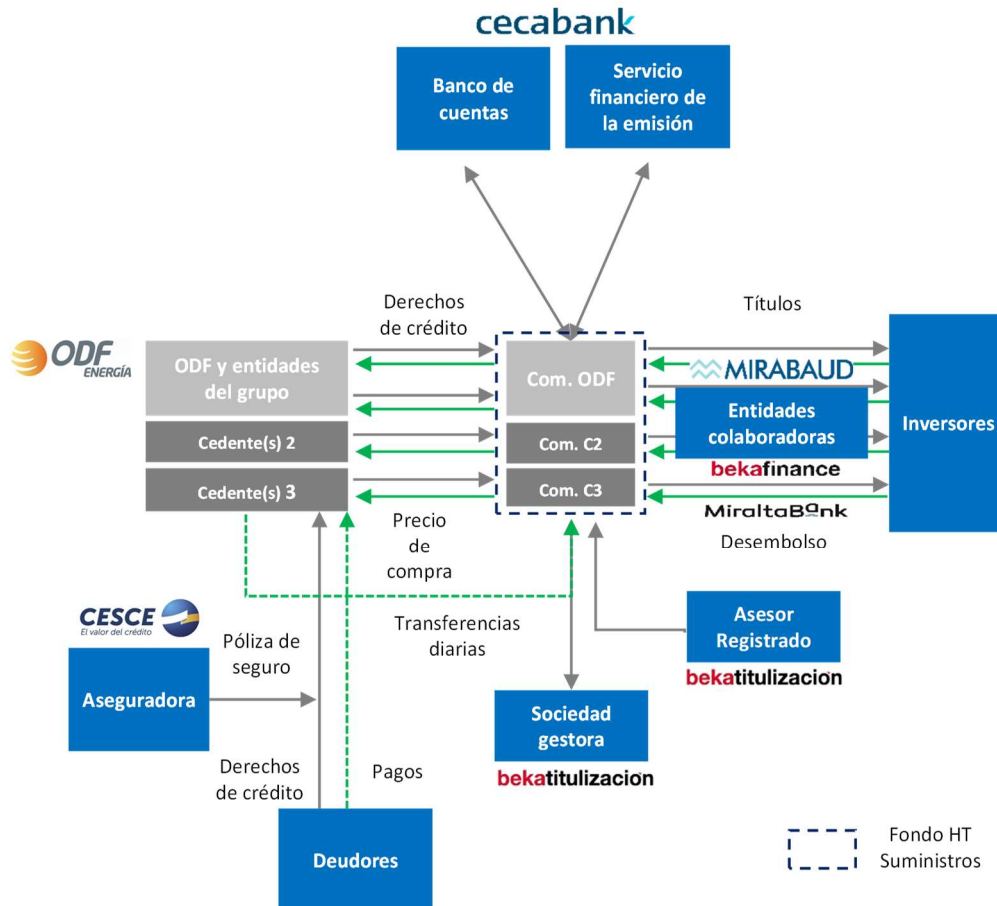 cecabank
Banco de
cuentas
Servicio
financiero de
la emisión
Derechos
de crédito
Títulos
ODF
ENERGÍA
ODF y entidades
del grupo
Com. ODF
MIRABAUD
Entidades
colaboradoras
Inversores
Cedente(s) 2
Com. C2
bekafinance
Cedente(s) 3
Com. C3
MiraltaBank
Desembolso
Precio
de
compra
CESCE
El valor del crédito
Póliza de
seguro
Transferencias
diarias
Asesor
Registrado
bekatitulización
Aseguradora
Sociedad
gestora
bekatitulización
Derechos
de crédito
Pagos
Deudores
Fondo HT
Suministros